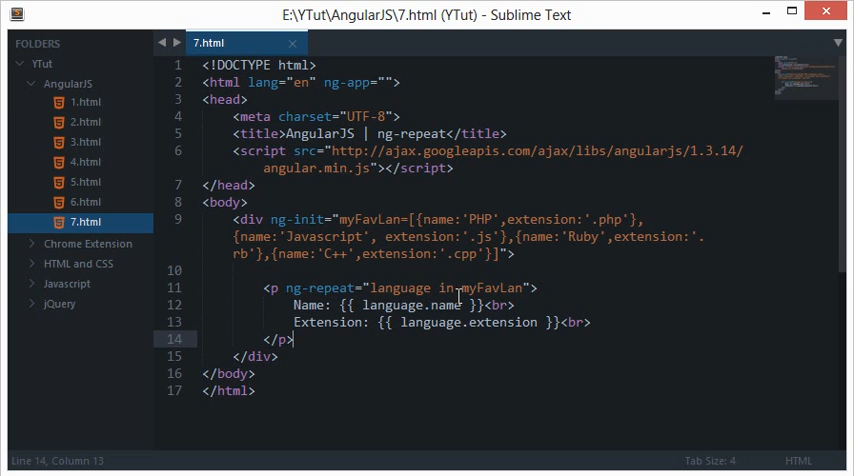 E:\YTut\AngularJS\7.html (YTut) - Sublime Text
FOLDERS
YTut
AngularJS
1.html
2.html
3.html
4.html
5.html
6.html
7.html
Chrome Extension
HTML and CSS
Javascript
jQuery
7.html
1 <!DOCTYPE html>
2 <html lang="en" ng-app="">
3 <head>
4 <meta charset="UTF-8">
5 <title>AngularJS | ng-repeat</title>
6 <script src="http://ajax.googleapis.com/ajax/libs/angularjs/1.3.14/
angular.min.js"></script>
7 </head>
8 <body>
9 <div ng-init="myFavLan=[{name:'PHP',extension:'.php'},
{name:'Javascript', extension:'.js'},{name:'Ruby',extension:'.
rb'},{name:'C++',extension:'.cpp'}]">
10
11 <p ng-repeat="language in myFavLan">
12 Name: {{ language.name }}<br>
13 Extension: {{ language.extension }}<br>
14 </p>
15 </div>
16 </body>
17 </html>
Line 14, Column 13
Tab Size: 4
HTML